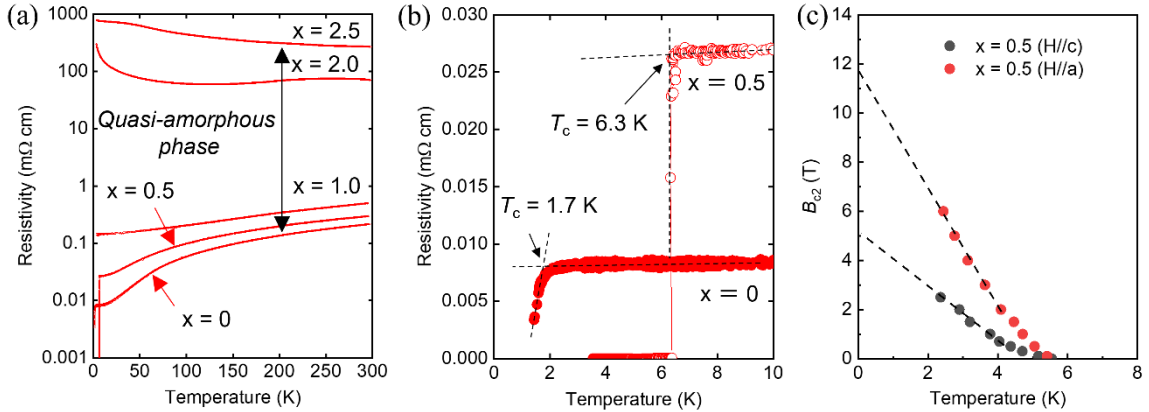 (a)
1000
100
10
1
0.1
0.01
0.001
Resistivity (mΩ cm)
x = 2.5
x = 2.0
Quasi-amorphous
phase
x = 1.0
x = 0.5
x = 0
0 50 100 150 200 250 300
Temperature (K)
(b)
0.030
0.025
0.020
0.015
0.010
0.005
0.000
Resistivity (mΩ cm)
x = 0.5
Tc = 6.3 K
Tc = 1.7 K
x = 0
0 2 4 6 8 10
Temperature (K)
(c)
14
12
10
8
6
4
2
0
Bc2 (T)
x = 0.5 (H//c)
x = 0.5 (H//a)
0 2 4 6 8
Temperature (K)